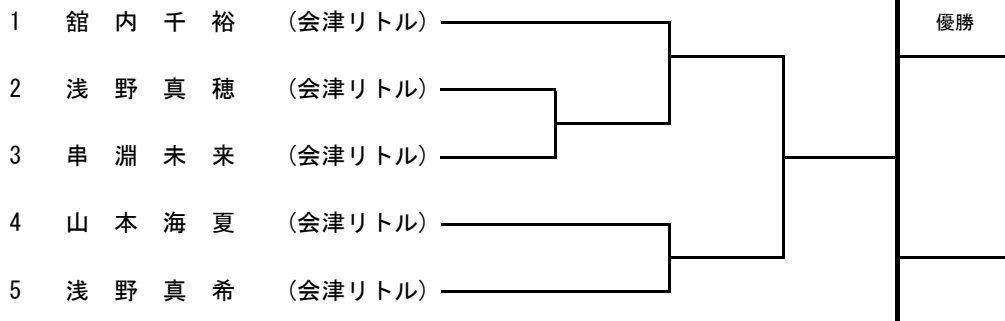 1 舘内千裕 (会津リトル)
優勝
2 浅野真穂 (会津リトル)
3 串淵未来 (会津リトル)
4 山本海夏 (会津リトル)
5 浅野真希 (会津リトル)